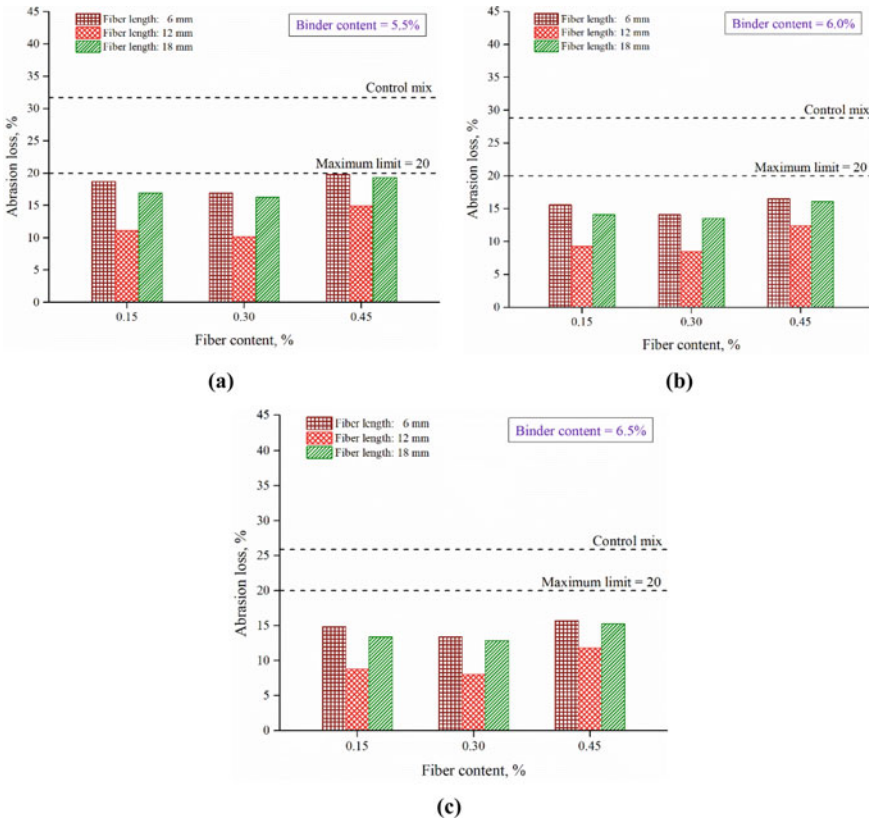 45
40
35
30
25
20
15
10
5
0
Abrasion loss, %
Fiber length: 6 mm
Fiber length: 12 mm
Fiber length: 18 mm
Binder content = 5.5%
Control mix
Maximum limit = 20
0.15 0.30 0.45
Fiber content, %
(a)
45
40
35
30
25
20
15
10
5
0
Abrasion loss, %
Fiber length: 6 mm
Fiber length: 12 mm
Fiber length: 18 mm
Binder content = 6.0%
Control mix
Maximum limit = 20
0.15 0.30 0.45
Fiber content, %
(b)
45
40
35
30
25
20
15
10
5
0
Abrasion loss, %
Fiber length: 6 mm
Fiber length: 12 mm
Fiber length: 18 mm
Binder content = 6.5%
Control mix
Maximum limit = 20
0.15 0.30 0.45
Fiber content, %
(c)